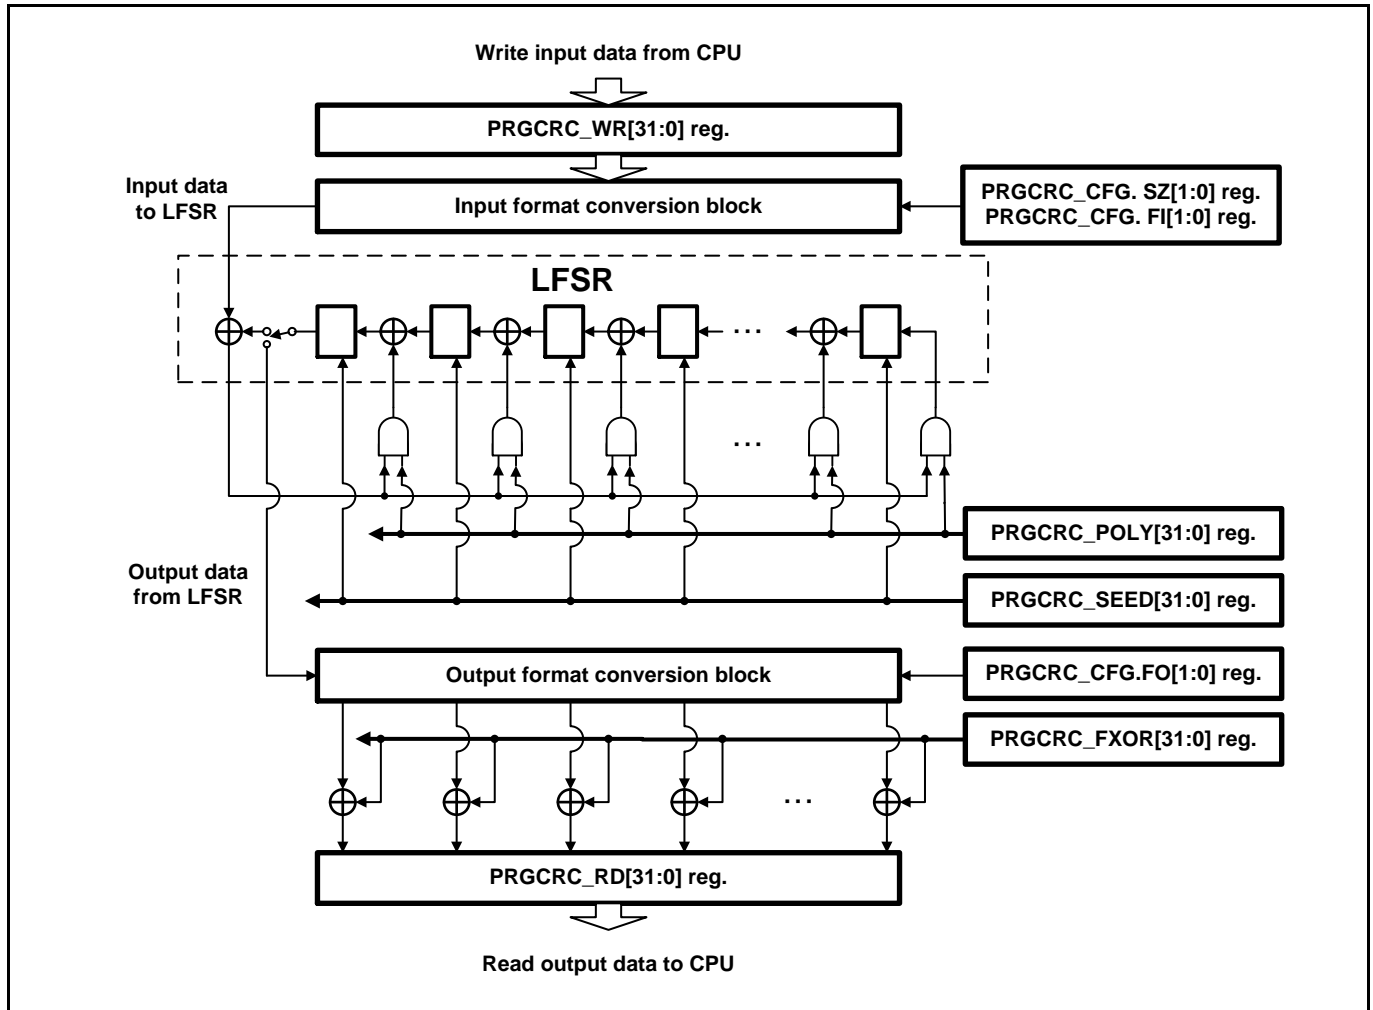 Write input data from CPU
PRGCRC_WR[31:0] reg.
Input data
to LFSR
Input format conversion block
PRGCRC_CFG. SZ[1:0] reg.
PRGCRC_CFG. FI[1:0] reg.
LFSR
...
...
PRGCRC_POLY[31:0] reg.
Output data
from LFSR
PRGCRC_SEED[31:0] reg.
Output format conversion block
PRGCRC_CFG.FO[1:0] reg.
PRGCRC_FXOR[31:0] reg.
...
PRGCRC_RD[31:0] reg.
Read output data to CPU